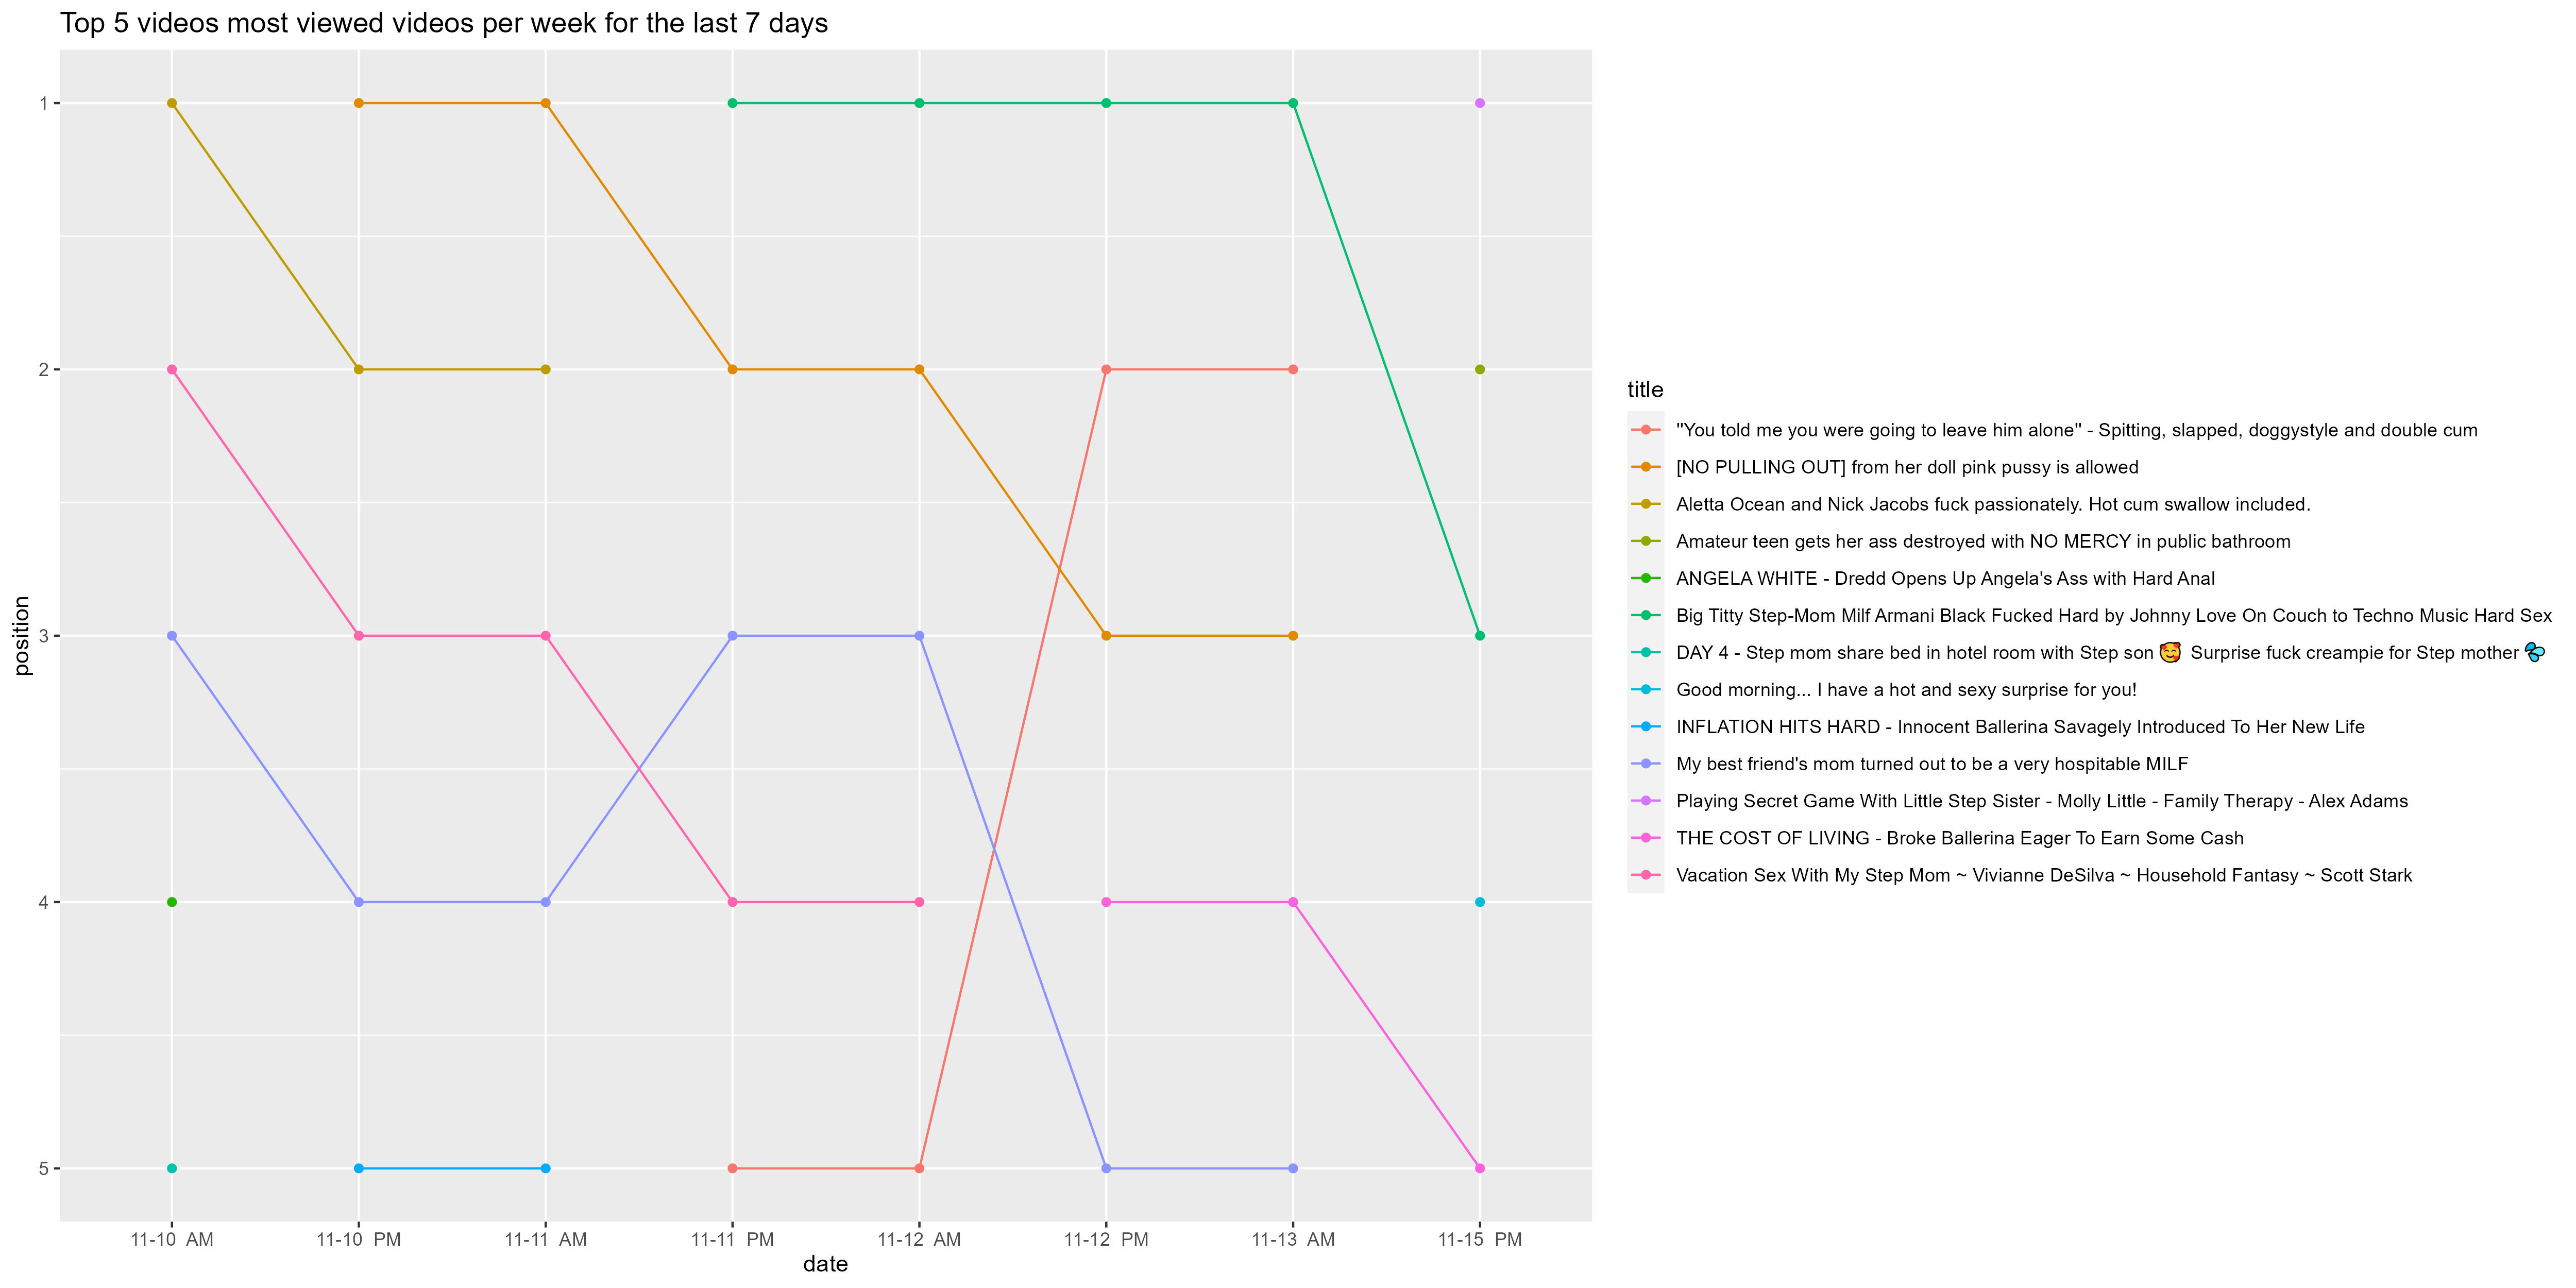 Top 5 videos most viewed videos per week for the last 7 days
1
2
3
4
5
position
11-10 AM
11-10 PM
11-11 AM
11-11 PM
11-12 AM
11-12 PM
11-13 AM
11-15 PM
date
title
"You told me you were going to leave him alone" - Spitting, slapped, doggystyle and double cum
[NO PULLING OUT] from her doll pink pussy is allowed
Aletta Ocean and Nick Jacobs fuck passionately. Hot cum swallow included.
Amateur teen gets her ass destroyed with NO MERCY in public bathroom
ANGELA WHITE - Dredd Opens Up Angela's Ass with Hard Anal
Big Titty Step-Mom Milf Armani Black Fucked Hard by Johnny Love On Couch to Techno Music Hard Sex
DAY 4 - Step mom share bed in hotel room with Step son 🥰 Surprise fuck creampie for Step mother 💦
Good morning... I have a hot and sexy surprise for you!
INFLATION HITS HARD - Innocent Ballerina Savagely Introduced To Her New Life
My best friend's mom turned out to be a very hospitable MILF
Playing Secret Game With Little Step Sister - Molly Little - Family Therapy - Alex Adams
THE COST OF LIVING - Broke Ballerina Eager To Earn Some Cash
Vacation Sex With My Step Mom ~ Vivianne DeSilva ~ Household Fantasy ~ Scott Stark